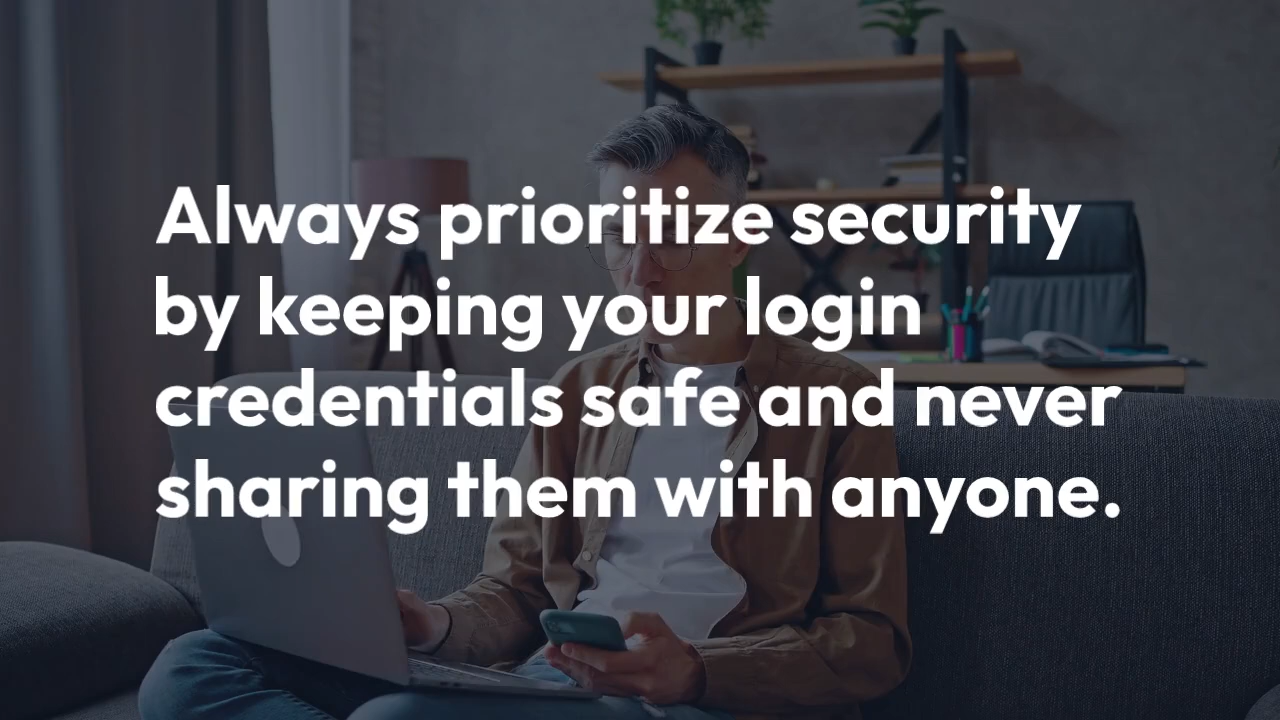 Always prioritize security
by keeping your login
credentials safe and never
sharing them with anyone.